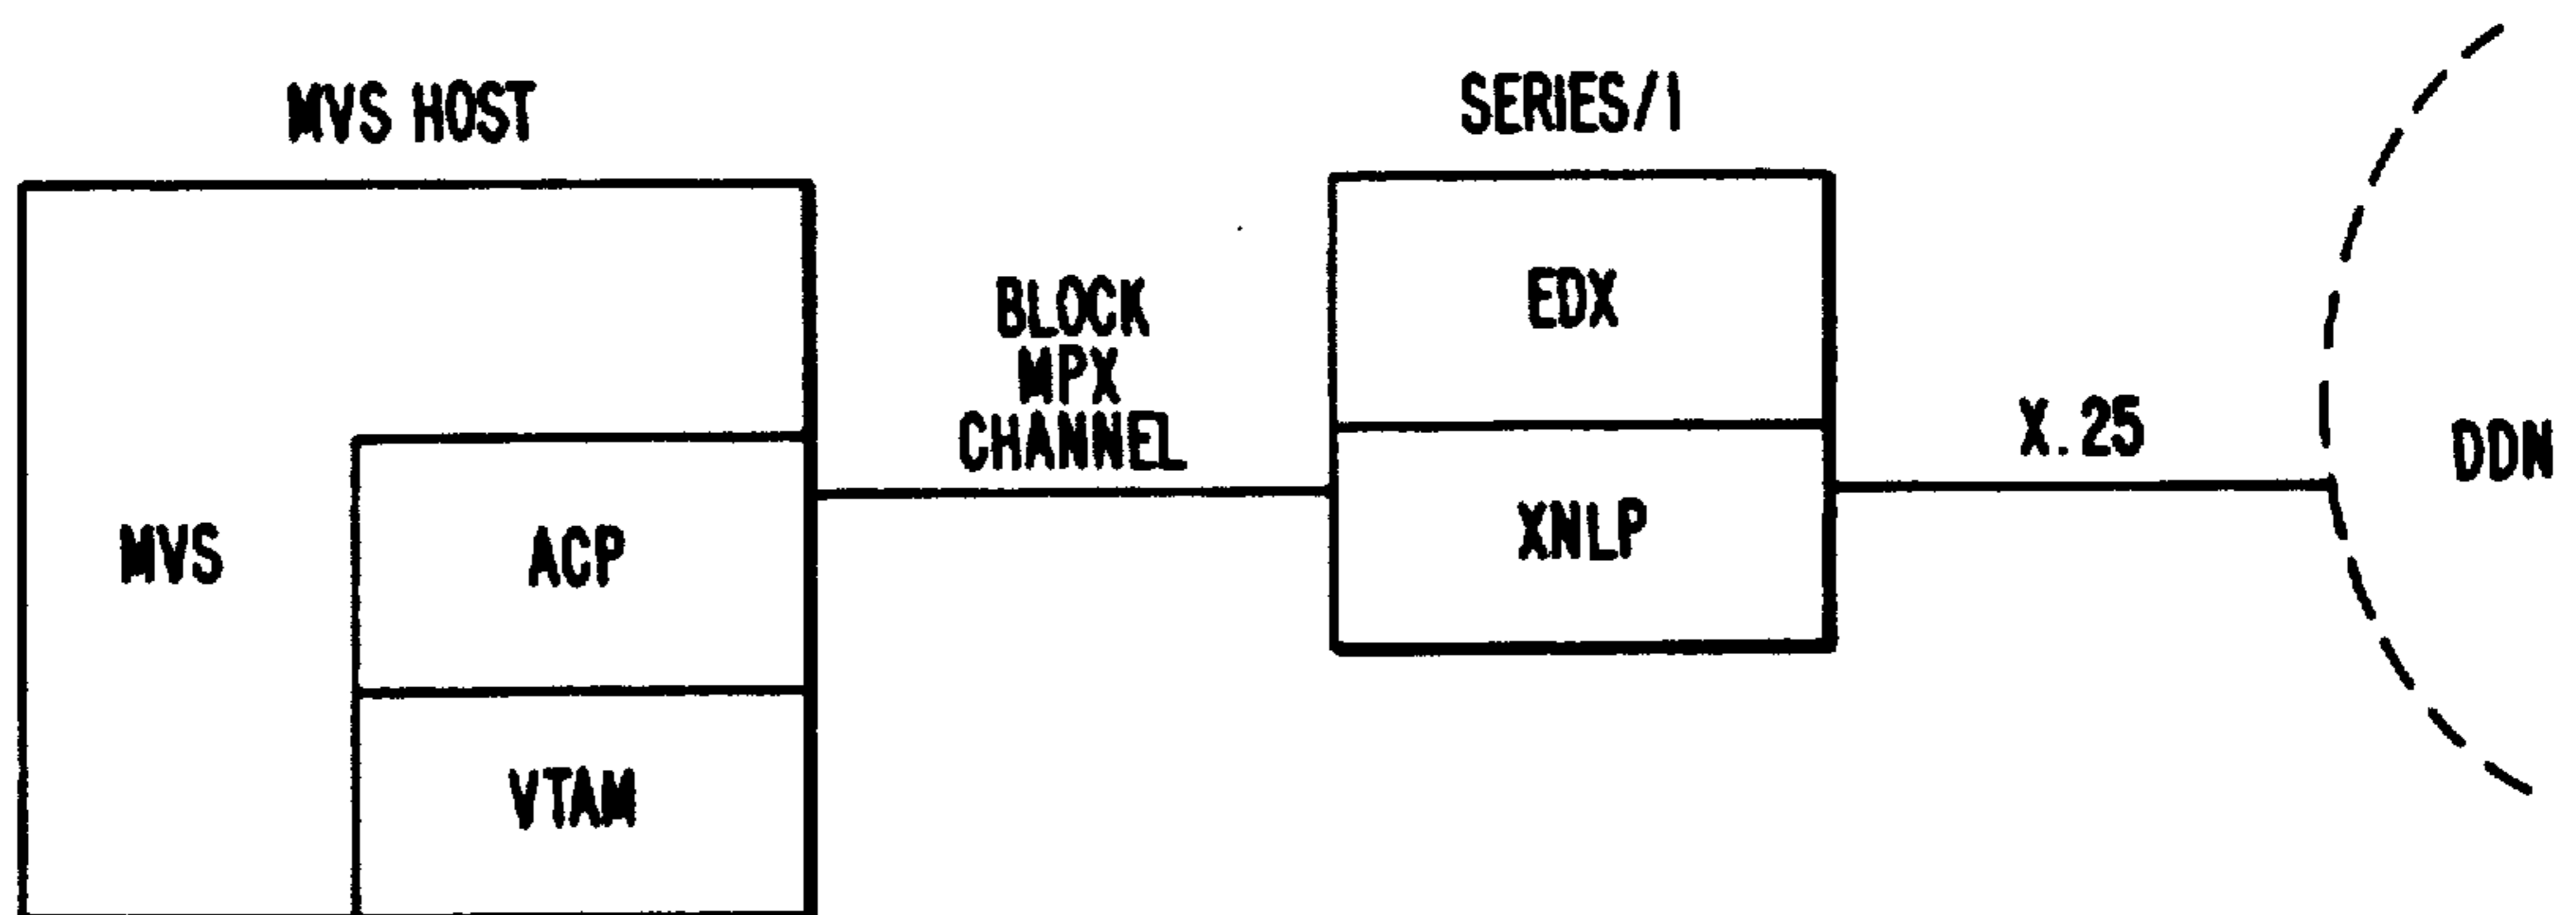 MVS HOST
SERIES/1
BLOCK
MPX
CHANNEL
EDX
X.25
DDN
MVS
ACP
XNLP
VTAM